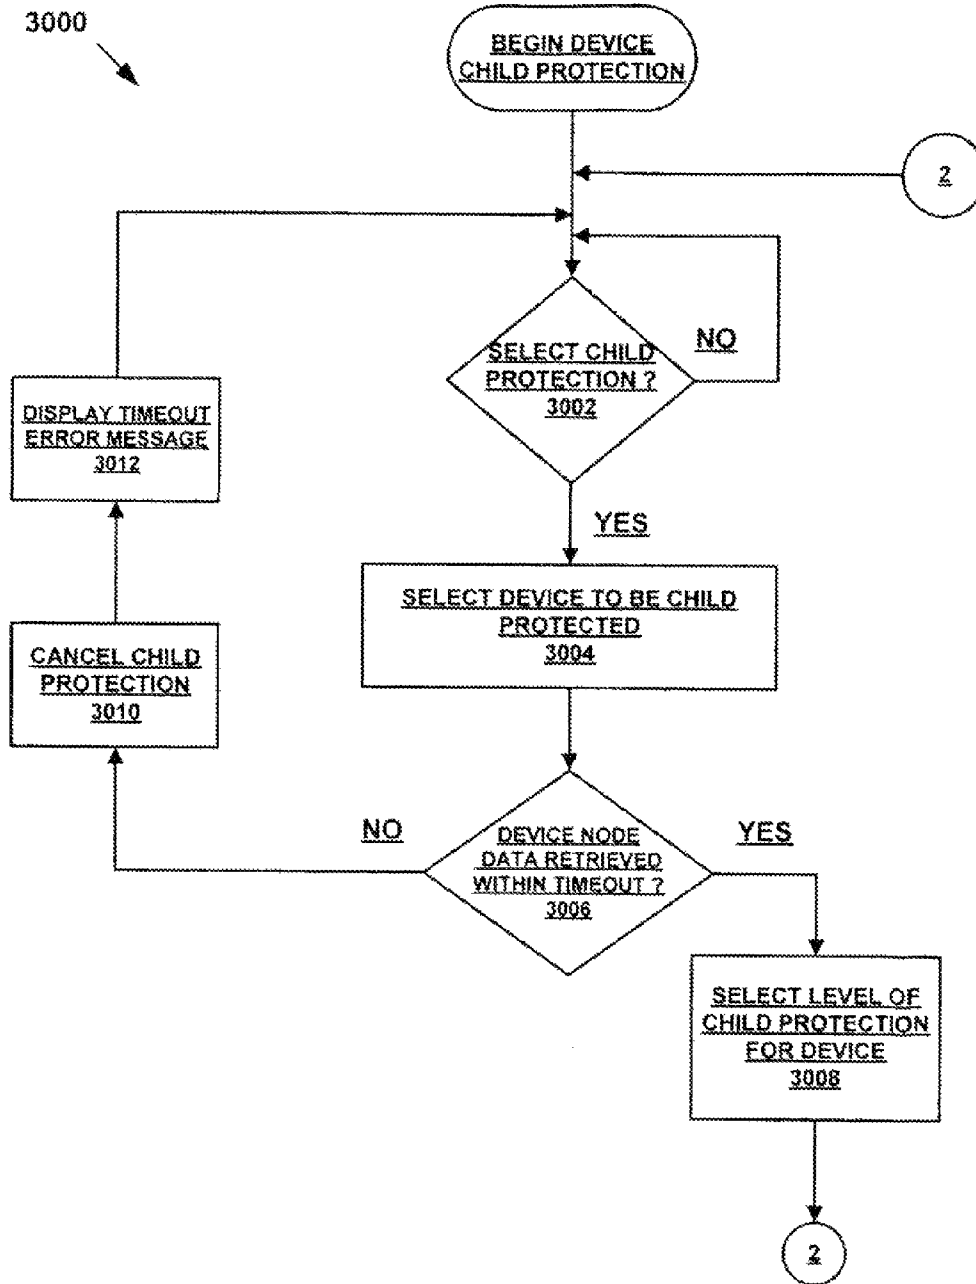 3000
BEGIN DEVICE
CHILD PROTECTION
2
SELECT CHILD
PROTECTION ?
3002
NO
YES
DISPLAY TIMEOUT
ERROR MESSAGE
3012
SELECT DEVICE TO BE CHILD
PROTECTED
3004
CANCEL CHILD
PROTECTION
3010
NO
DEVICE NODE
DATA RETRIEVED
WITHIN TIMEOUT ?
3006
YES
SELECT LEVEL OF
CHILD PROTECTION
FOR DEVICE
3008
2